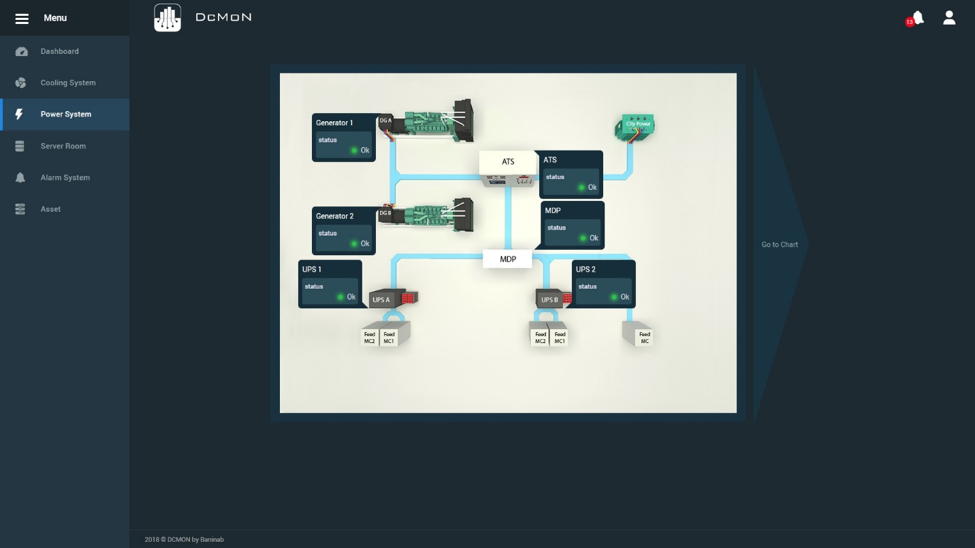 Menu
DCMON
13
Dashboard
Cooling System
Power System
Server Room
Alarm System
Asset
Generator 1
status
Ok
DG A
City Power
ATS
ATS
status
Ok
Generator 2
status
Ok
DG B
MDP
status
Ok
MDP
Go to Chart
UPS 1
status
Ok
UPS A
UPS 2
status
Ok
UPS B
Feed
MC2
Feed
MC1
Feed
MC2
Feed
MC1
Feed
MC
2018 © DCMON by Baminab